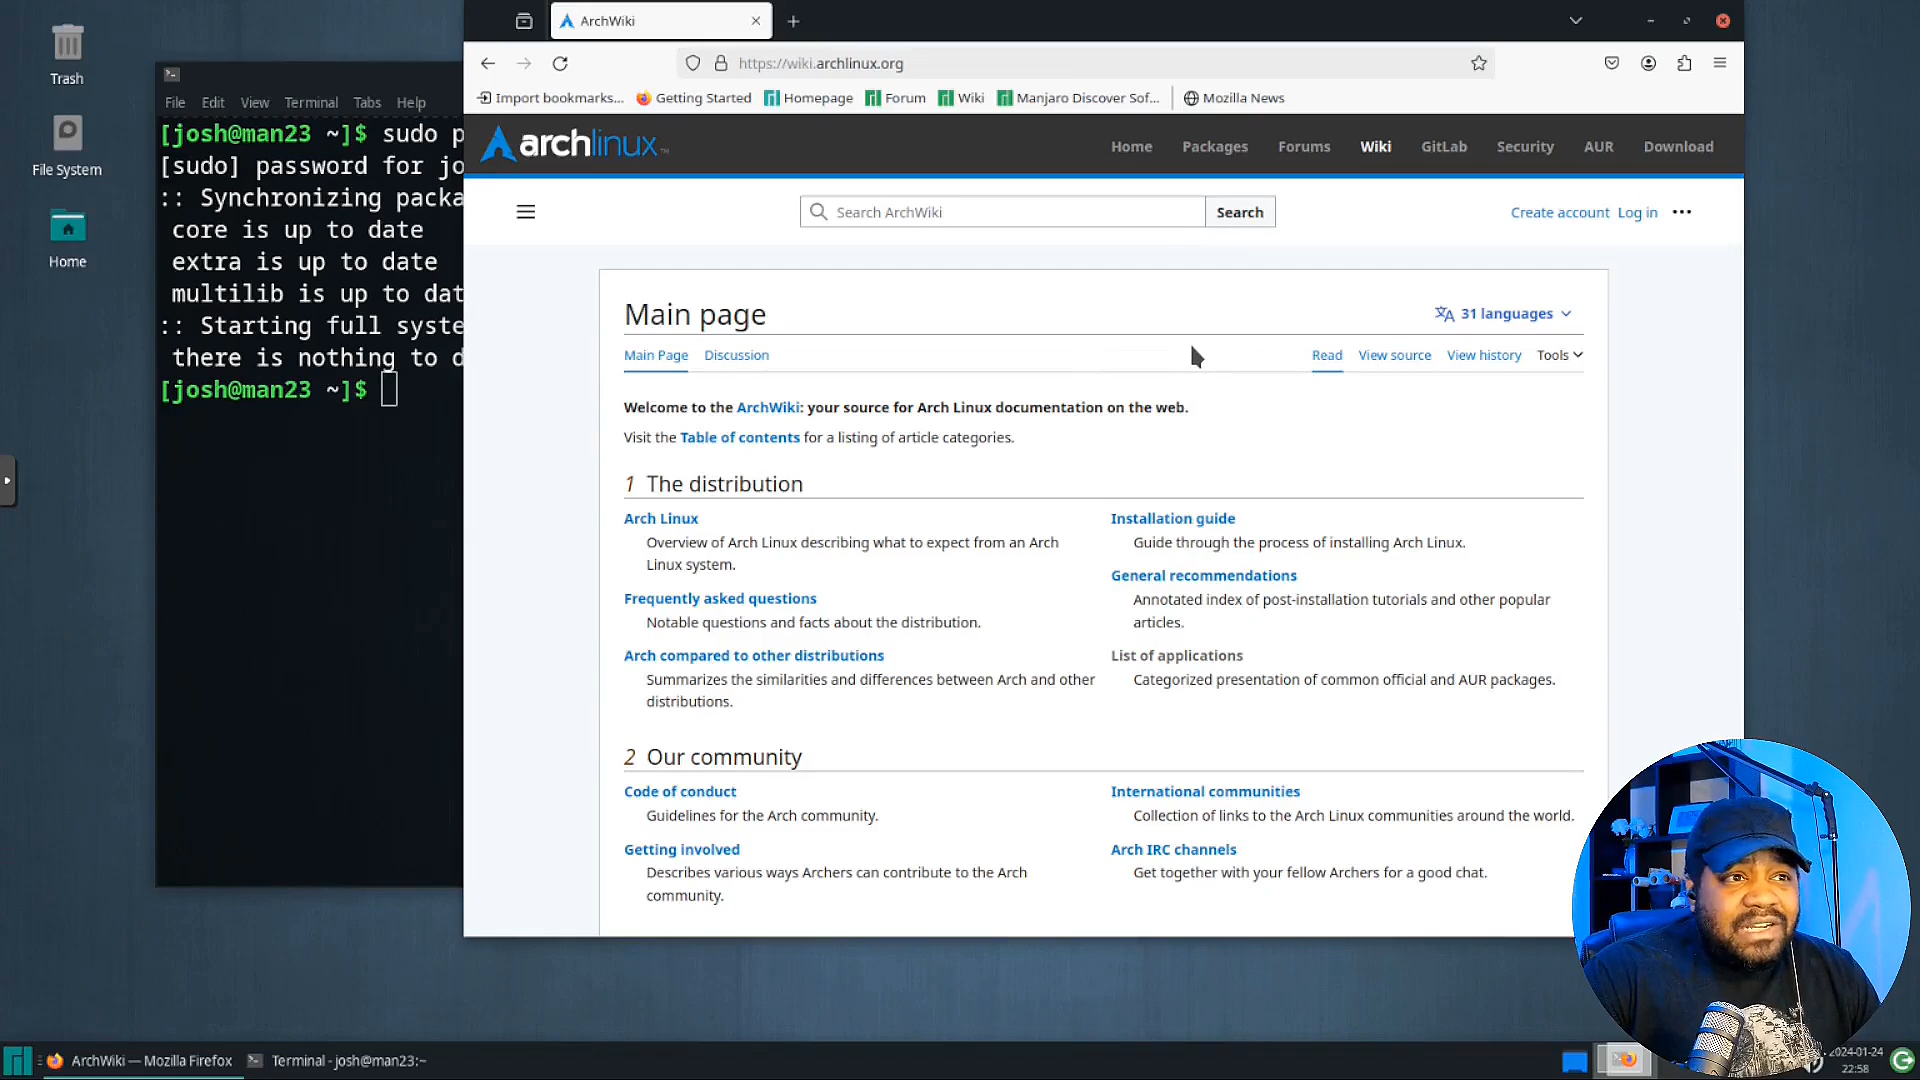 Trash
File System
Home
File Edit View Terminal Tabs Help
[josh@man23 ~]$ sudo p
[sudo] password for jo
:: Synchronizing packa
core is up to date
extra is up to date
multilib is up to dat
:: Starting full syste
there is nothing to d
[josh@man23 ~]$
ArchWiki
https://wiki.archlinux.org
Import bookmarks... Getting Started Homepage Forum Wiki Manjaro Discover Sof... Mozilla News
archlinux™
Home Packages Forums Wiki GitLab Security AUR Download
Search ArchWiki Search Create account Log in
Main page
31 languages
Main Page Discussion Read View source View history Tools
Welcome to the ArchWiki: your source for Arch Linux documentation on the web.
Visit the Table of contents for a listing of article categories.
1 The distribution
Arch Linux
Overview of Arch Linux describing what to expect from an Arch
Linux system.
Frequently asked questions
Notable questions and facts about the distribution.
Arch compared to other distributions
Summarizes the similarities and differences between Arch and other
distributions.
Installation guide
Guide through the process of installing Arch Linux.
General recommendations
Annotated index of post-installation tutorials and other popular
articles.
List of applications
Categorized presentation of common official and AUR packages.
2 Our community
Code of conduct
Guidelines for the Arch community.
Getting involved
Describes various ways Archers can contribute to the Arch
community.
International communities
Collection of links to the Arch Linux communities around the world.
Arch IRC channels
Get together with your fellow Archers for a good chat.
ArchWiki — Mozilla Firefox Terminal - josh@man23:~
2024-01-24
22:58